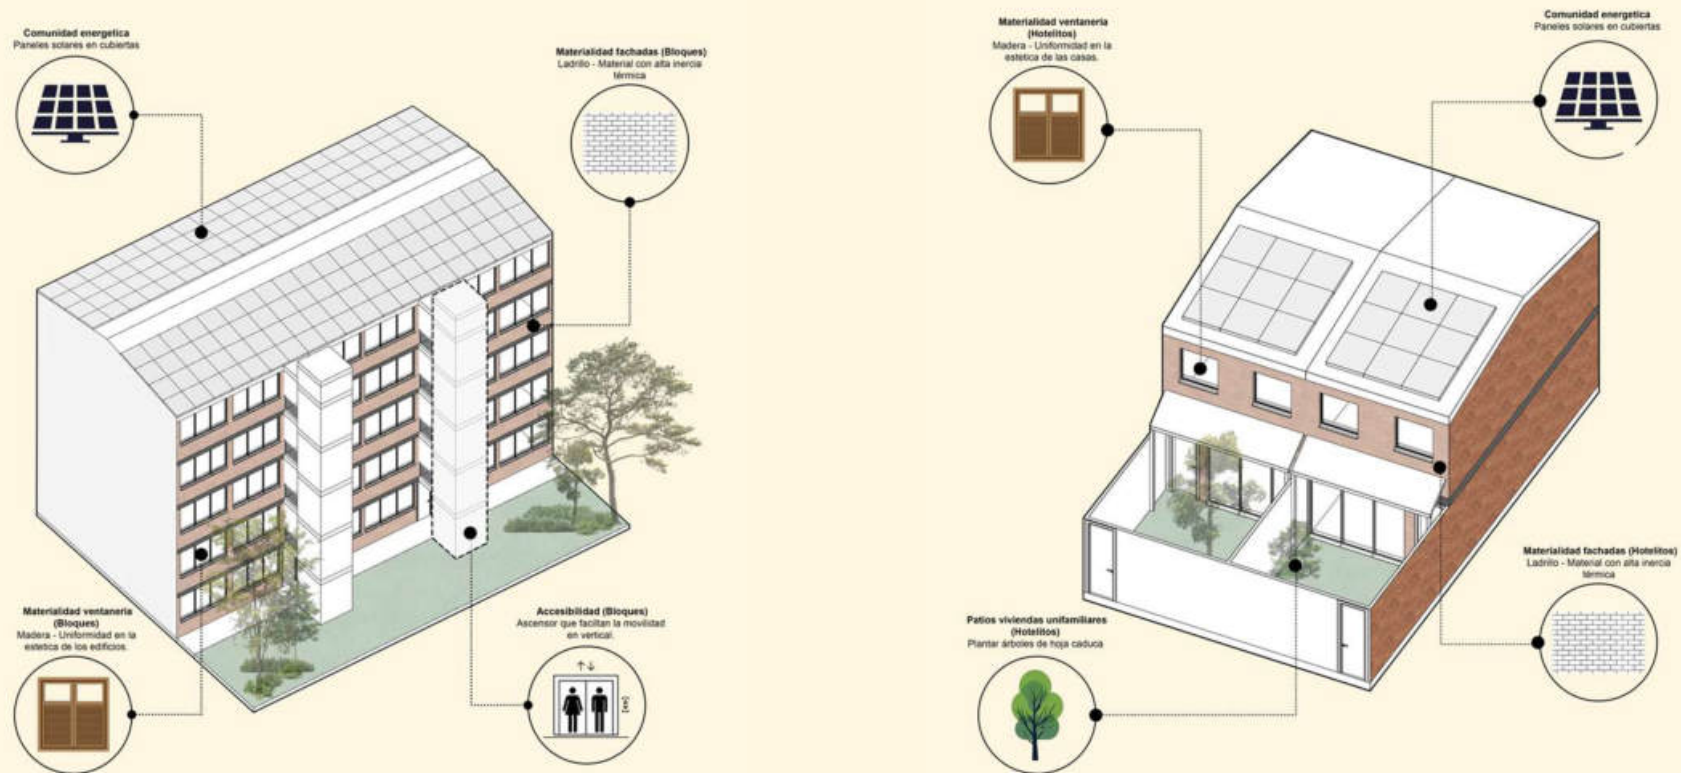 Comunidad energetica
Paneles solares en cubiertas
Materialidad fachadas (Bloques)
Ladrillo - Material con alta inercia
térmica
Materialidad ventanería
(Bloques)
Madera - Uniformidad en la
estetica de los edificios.
Accesibilidad (Bloques)
Ascensor que faciltan la movilidad
en vertical.
Materialidad ventanería
(Hotelitos)
Madera - Uniformidad en la
estetica de las casas.
Comunidad energetica
Paneles solares en cubiertas
Patios viviendas unifamiliares
(Hotelitos)
Plantar árboles de hoja caduca
Materialidad fachadas (Hotelitos)
Ladrillo - Material con alta inercia
térmica